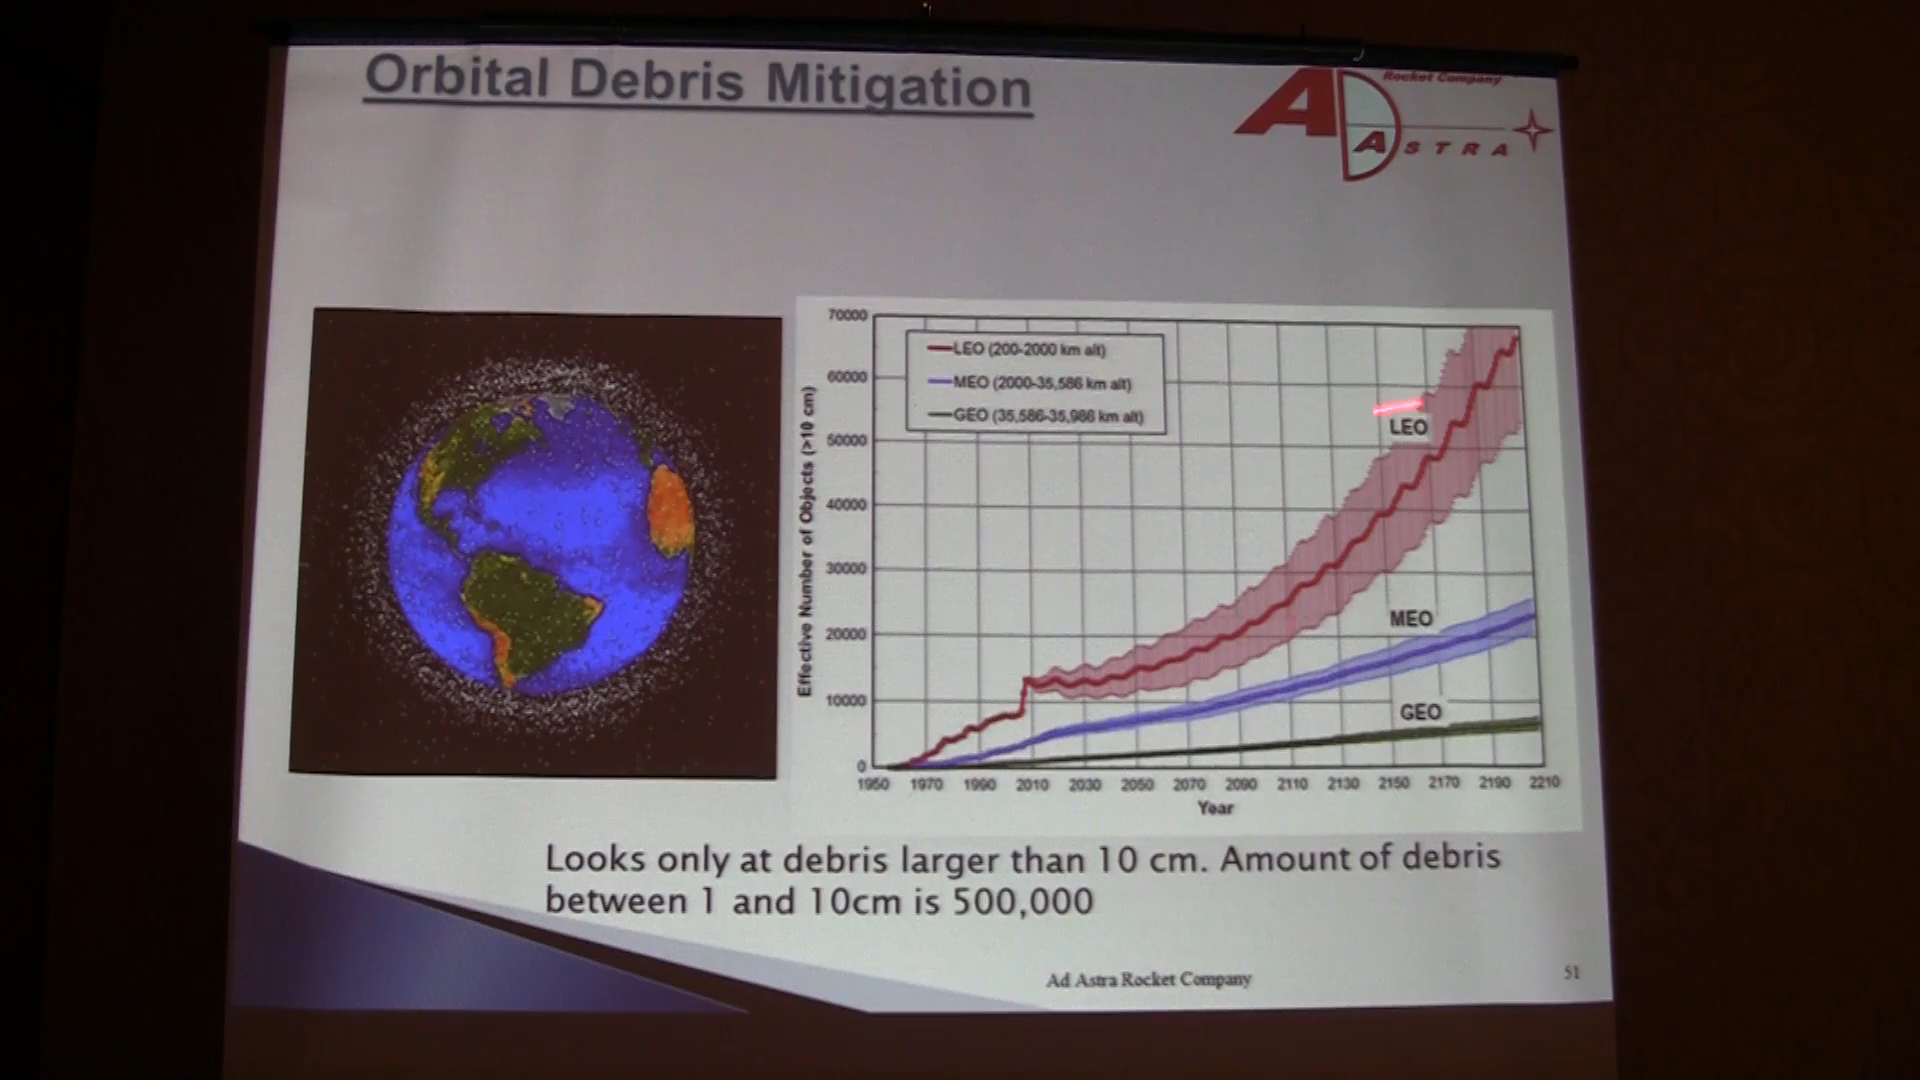 Orbital Debris Mitigation
Rocket Company
AD ASTRA
70000
60000
50000
40000
30000
20000
10000
0
Effective Number of Objects (>10 cm)
LEO (200-2000 km alt)
MEO (2000-35,586 km alt)
GEO (35,586-35,986 km alt)
LEO
MEO
GEO
1950 1970 1990 2010 2030 2050 2070 2090 2110 2130 2150 2170 2190 2210
Year
Looks only at debris larger than 10 cm. Amount of debris
between 1 and 10cm is 500,000
Ad Astra Rocket Company
51